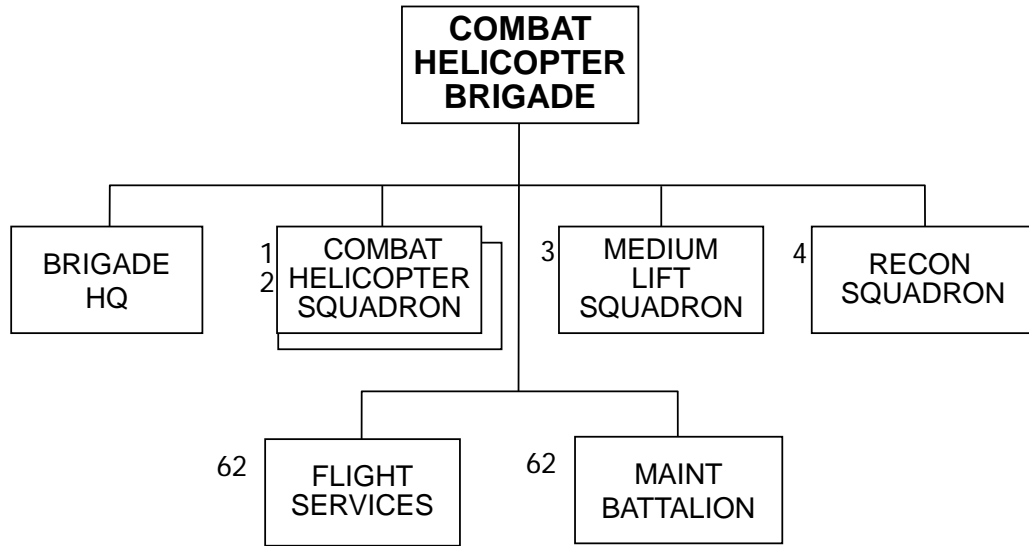 COMBAT
HELICOPTER
BRIGADE
BRIGADE
HQ
1
2
COMBAT
HELICOPTER
SQUADRON
3
MEDIUM
LIFT
SQUADRON
4
RECON
SQUADRON
62
FLIGHT
SERVICES
62
MAINT
BATTALION